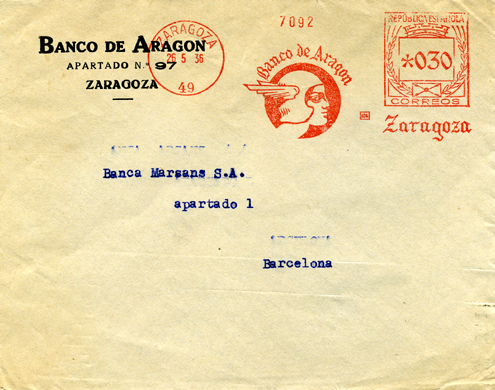 BANCO DE ARAGON
APARTADO N.º 97
ZARAGOZA
ZARAGOZA
26 5 36
49
7092
Banco de Aragon
REPÚBLICA ESPAÑOLA
*030
CORREOS
Zaragoza
Banca Marsans S.A.
apartado 1
Barcelona